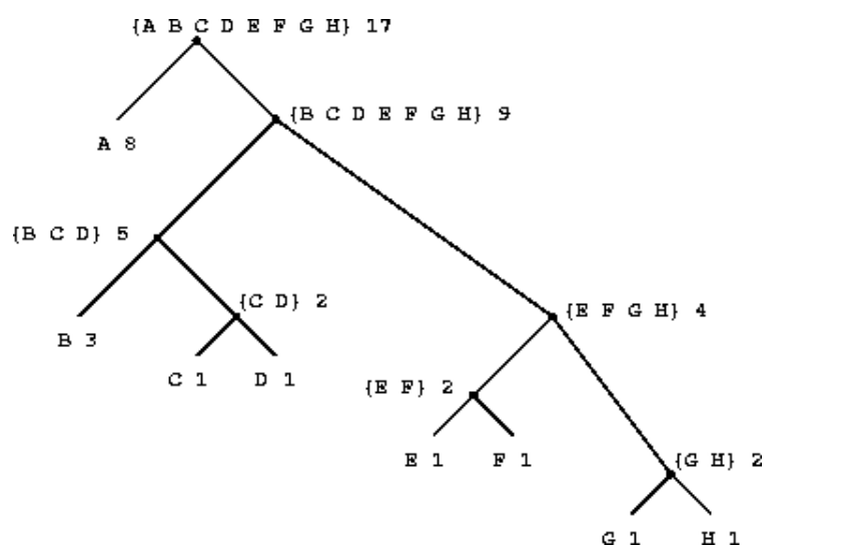 {A B C D E F G H} 17
{B C D E F G H} 9
A 8
{B C D} 5
{C D} 2
{E F G H} 4
B 3
C 1
D 1
{E F} 2
E 1
F 1
{G H} 2
G 1
H 1